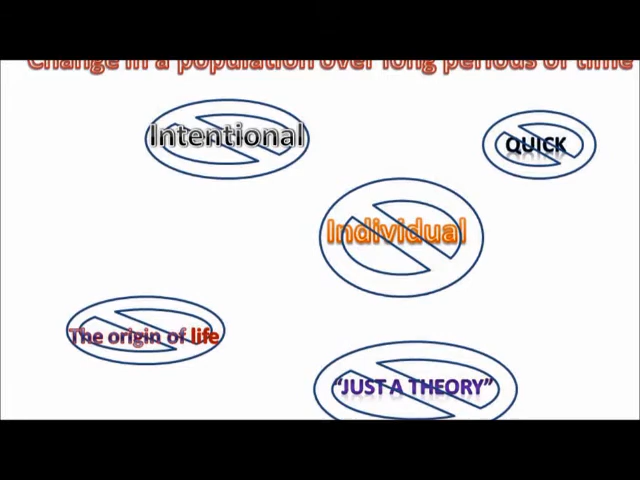 Change in a population over long periods of time
Intentional
QUICK
Individual
The origin of life
“JUST A THEORY”